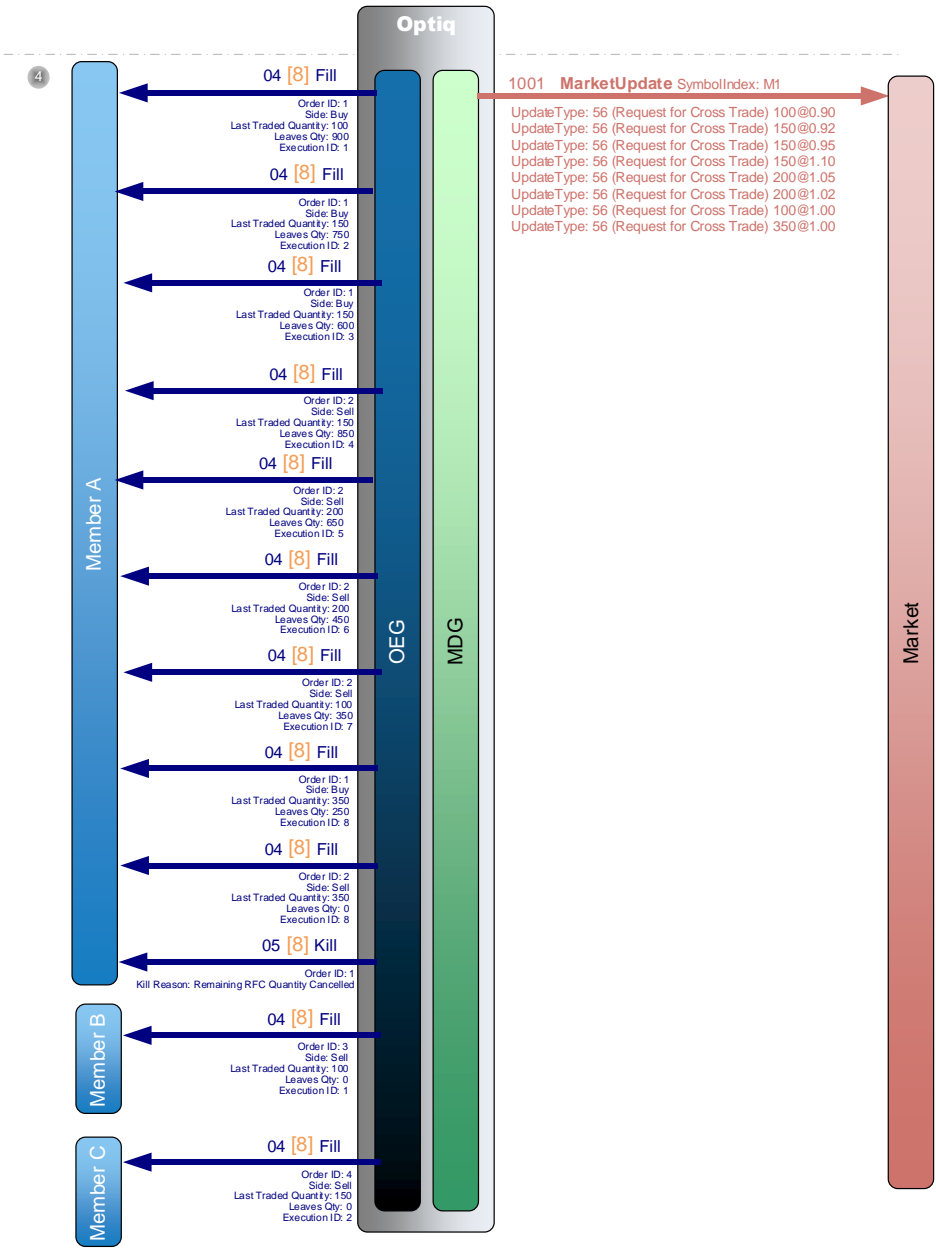 Optiq
4
04 [8] Fill
Order ID: 1
Side: Buy
Last Traded Quantity: 100
Leaves Qty: 900
Execution ID: 1
04 [8] Fill
Order ID: 1
Side: Buy
Last Traded Quantity: 150
Leaves Qty: 750
Execution ID: 2
04 [8] Fill
Order ID: 1
Side: Buy
Last Traded Quantity: 150
Leaves Qty: 600
Execution ID: 3
04 [8] Fill
Order ID: 2
Side: Sell
Last Traded Quantity: 150
Leaves Qty: 850
Execution ID: 4
04 [8] Fill
Order ID: 2
Side: Sell
Last Traded Quantity: 200
Leaves Qty: 650
Execution ID: 5
04 [8] Fill
Order ID: 2
Side: Sell
Last Traded Quantity: 200
Leaves Qty: 450
Execution ID: 6
04 [8] Fill
Order ID: 2
Side: Sell
Last Traded Quantity: 100
Leaves Qty: 350
Execution ID: 7
04 [8] Fill
Order ID: 1
Side: Buy
Last Traded Quantity: 350
Leaves Qty: 250
Execution ID: 8
04 [8] Fill
Order ID: 2
Side: Sell
Last Traded Quantity: 350
Leaves Qty: 0
Execution ID: 8
05 [8] Kill
Order ID: 1
Kill Reason: Remaining RFC Quantity Cancelled
04 [8] Fill
Order ID: 3
Side: Sell
Last Traded Quantity: 100
Leaves Qty: 0
Execution ID: 1
04 [8] Fill
Order ID: 4
Side: Sell
Last Traded Quantity: 150
Leaves Qty: 0
Execution ID: 2
Member A
Member B
Member C
OEG
MDG
1001 MarketUpdate SymbolIndex: M1
UpdateType: 56 (Request for Cross Trade) 100@0.90
UpdateType: 56 (Request for Cross Trade) 150@0.92
UpdateType: 56 (Request for Cross Trade) 150@0.95
UpdateType: 56 (Request for Cross Trade) 150@1.10
UpdateType: 56 (Request for Cross Trade) 200@1.05
UpdateType: 56 (Request for Cross Trade) 200@1.02
UpdateType: 56 (Request for Cross Trade) 100@1.00
UpdateType: 56 (Request for Cross Trade) 350@1.00
Market